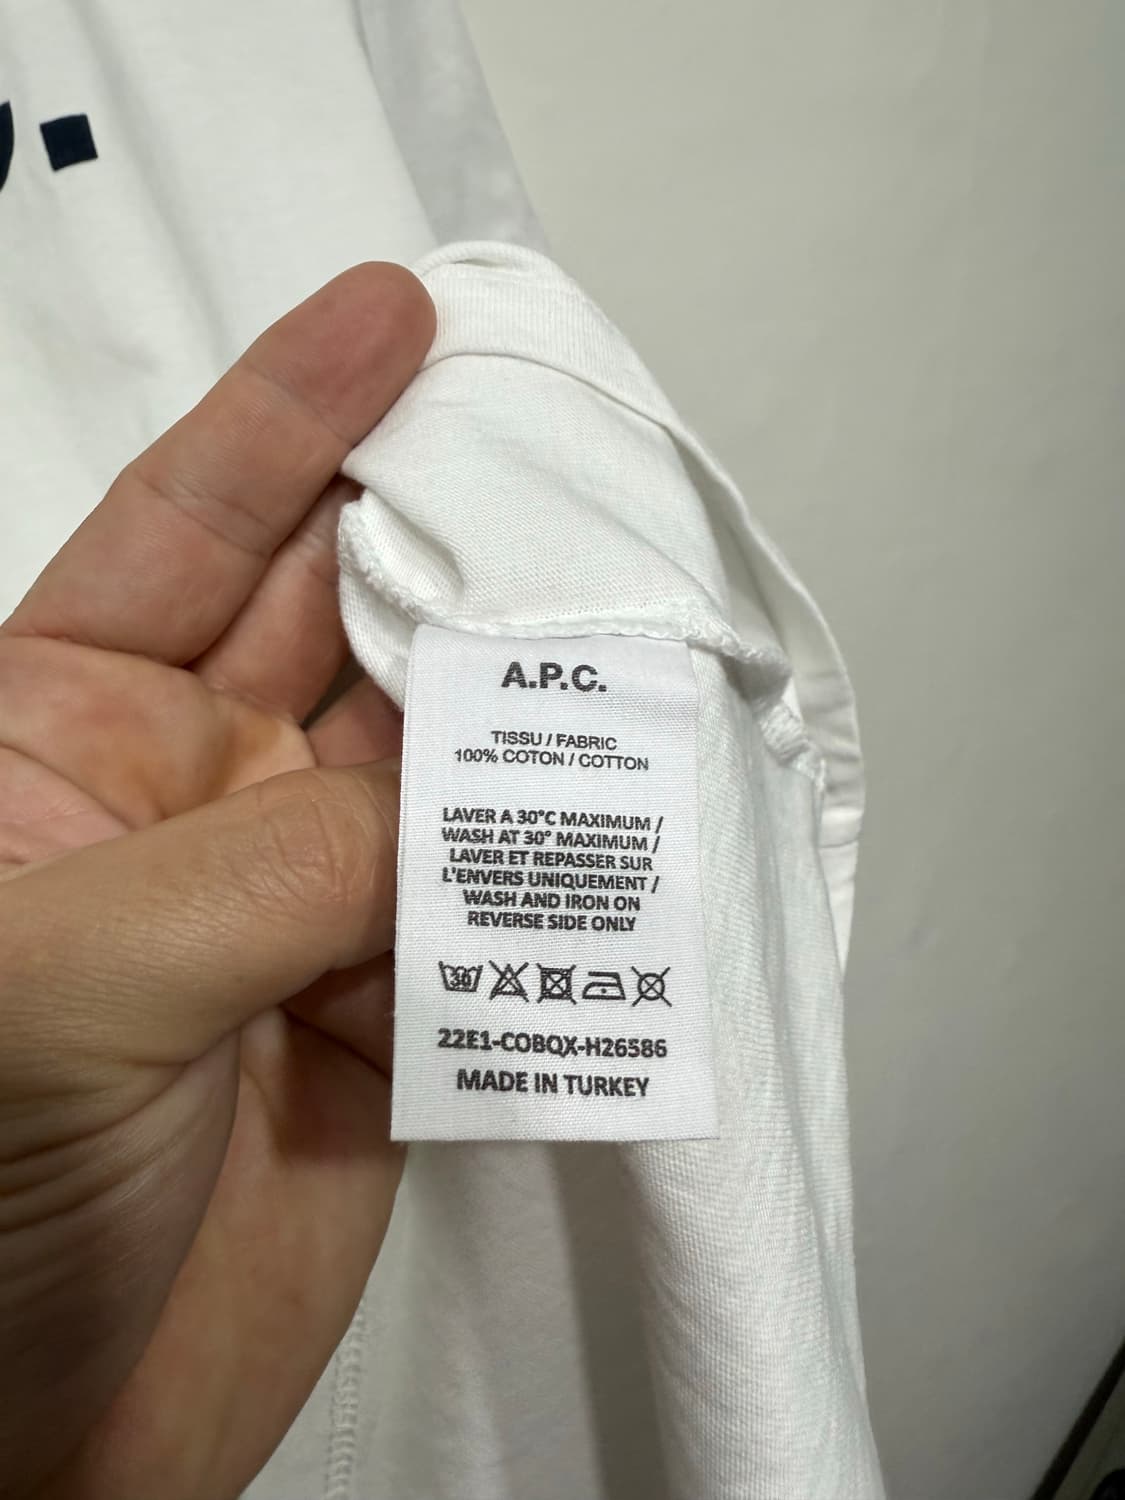 A.P.C.
TISSU / FABRIC
100% COTON / COTTON
LAVER A 30°C MAXIMUM /
WASH AT 30° MAXIMUM /
LAVER ET REPASSER SUR
L'ENVERS UNIQUEMENT /
WASH AND IRON ON
REVERSE SIDE ONLY
30
22E1-COBQX-H26586
MADE IN TURKEY